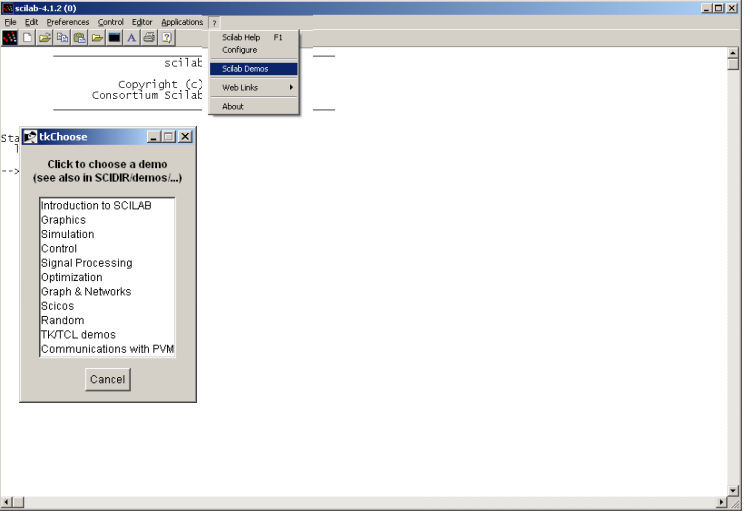 scilab-4.1.2 (0)
File Edit Preferences Control Editor Applications ?
Scilab Help F1
Configure
Scilab Demos
Web Links
About
scilab
Copyright (c)
Consortium Scilab
tkChoose
Click to choose a demo
(see also in SCIDIR/demos/...)
Introduction to SCILAB
Graphics
Simulation
Control
Signal Processing
Optimization
Graph & Networks
Scicos
Random
TK/TCL demos
Communications with PVM
Cancel
-->